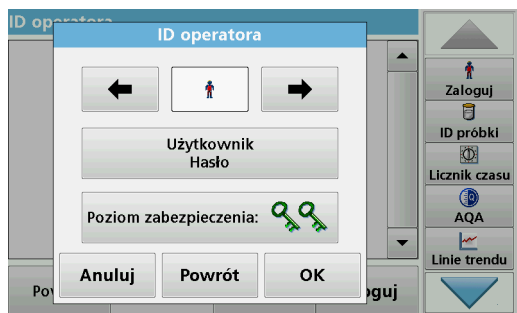 ID operatora
ID operatora
Użytkownik
Hasło
Poziom zabezpieczenia:
Anuluj
Powrót
OK
Zaloguj
ID próbki
Licznik czasu
AQA
Linie trendu